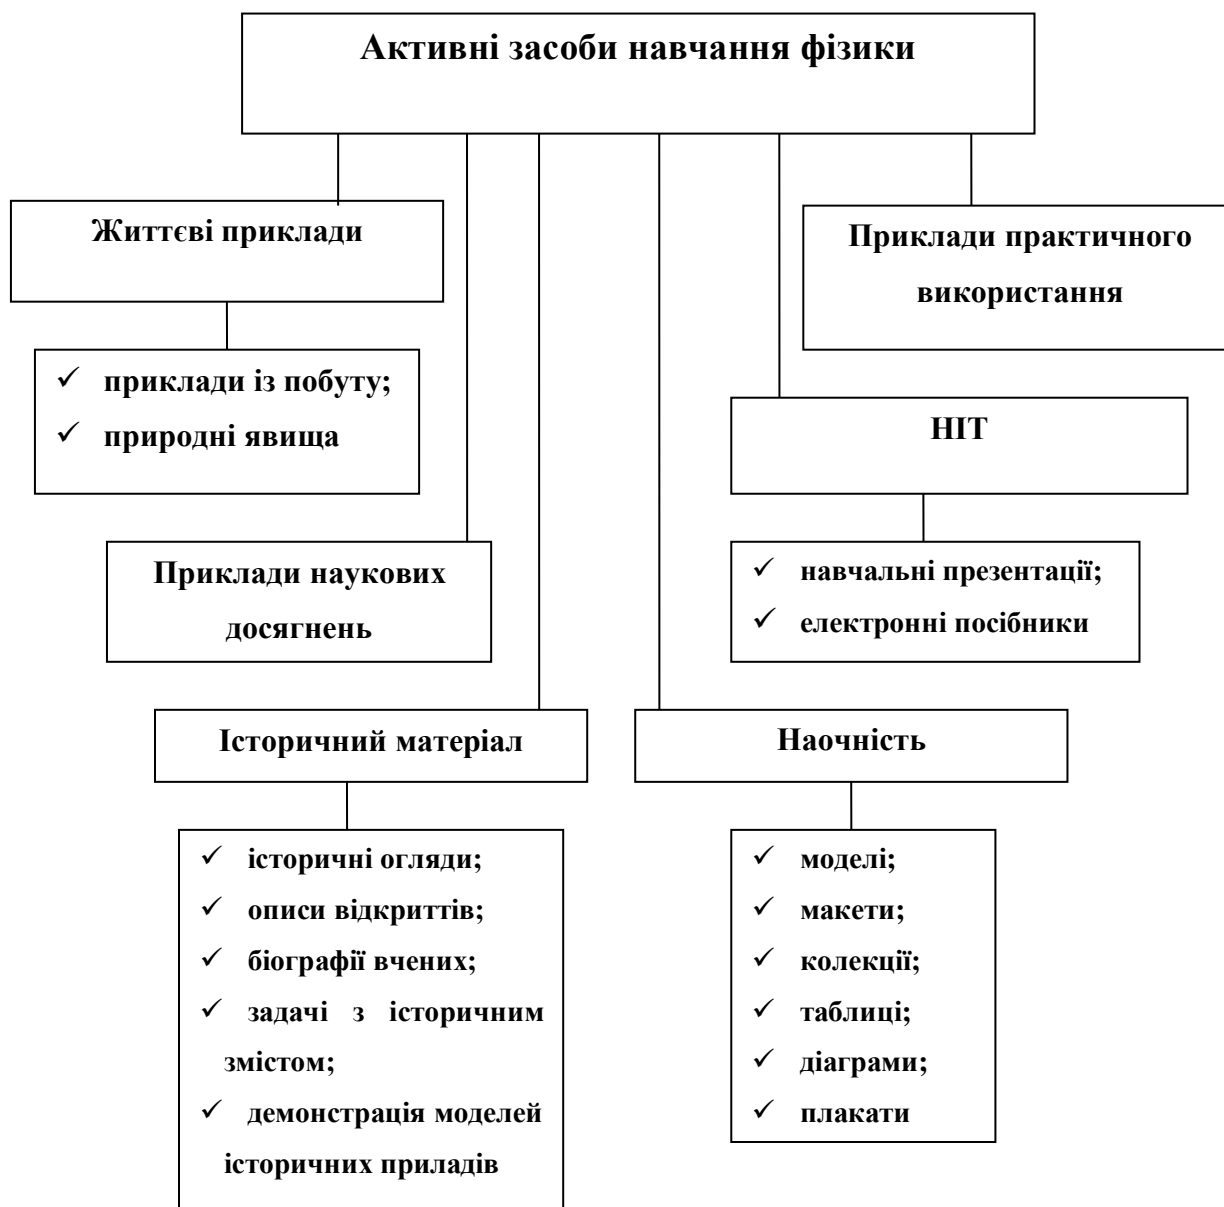 Активні засоби навчання фізики
Життєві приклади
Приклади практичного
використання
✓ приклади із побуту;
✓ природні явища
НІТ
Приклади наукових
досягнень
✓ навчальні презентації;
✓ електронні посібники
Історичний матеріал
Наочність
✓ історичні огляди;
✓ описи відкриттів;
✓ біографії вчених;
✓ задачі з історичним
змістом;
✓ демонстрація моделей
історичних приладів
✓ моделі;
✓ макети;
✓ колекції;
✓ таблиці;
✓ діаграми;
✓ плакати